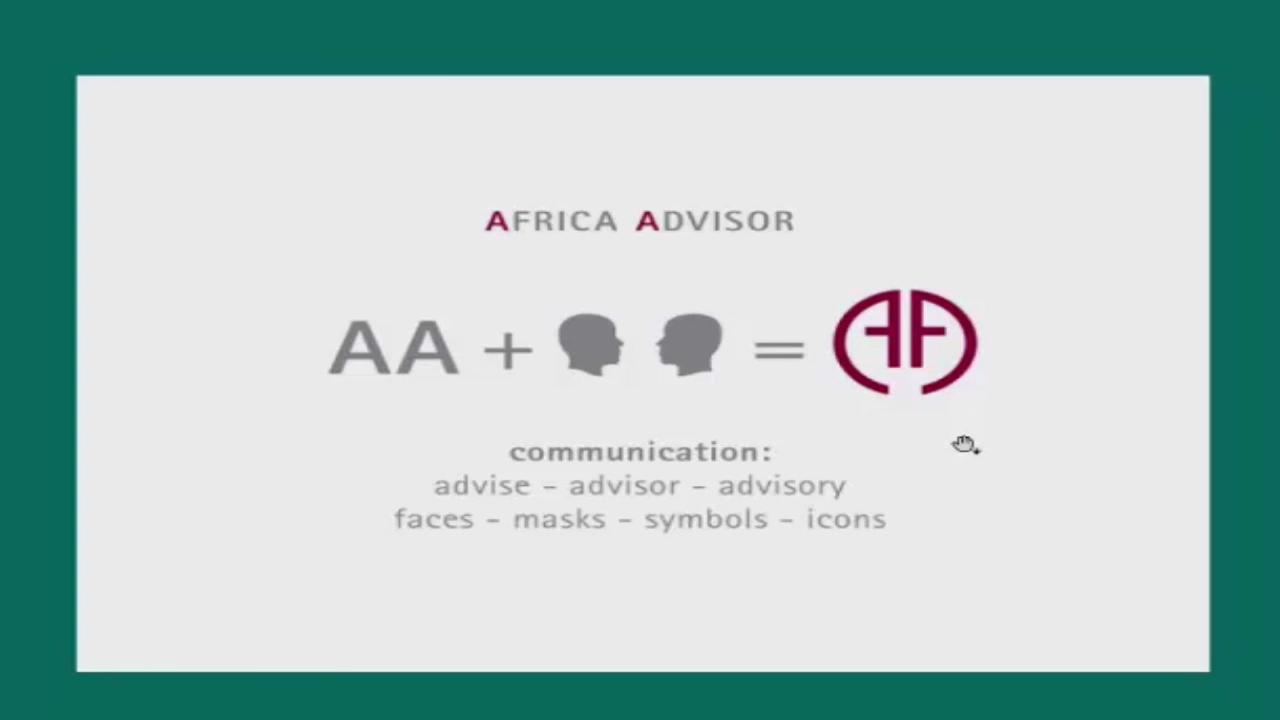 AFRICA ADVISOR
AA + =
communication:
advise - advisor - advisory
faces - masks - symbols - icons